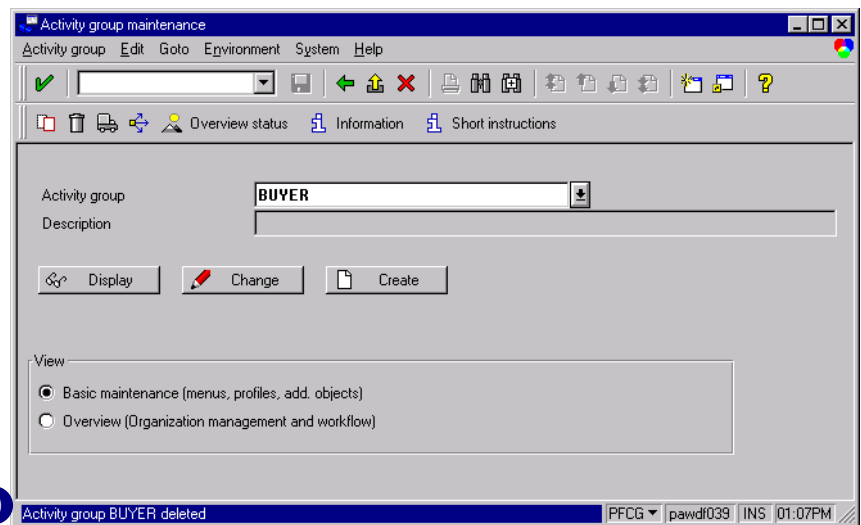 Activity group maintenance
Activity group Edit Goto Environment System Help
Overview status Information Short instructions
Activity group BUYER
Description
Display Change Create
View
Basic maintenance (menus, profiles, add. objects)
Overview (Organization management and workflow)
Activity group BUYER deleted PFCG pawdf039 INS 01:07PM